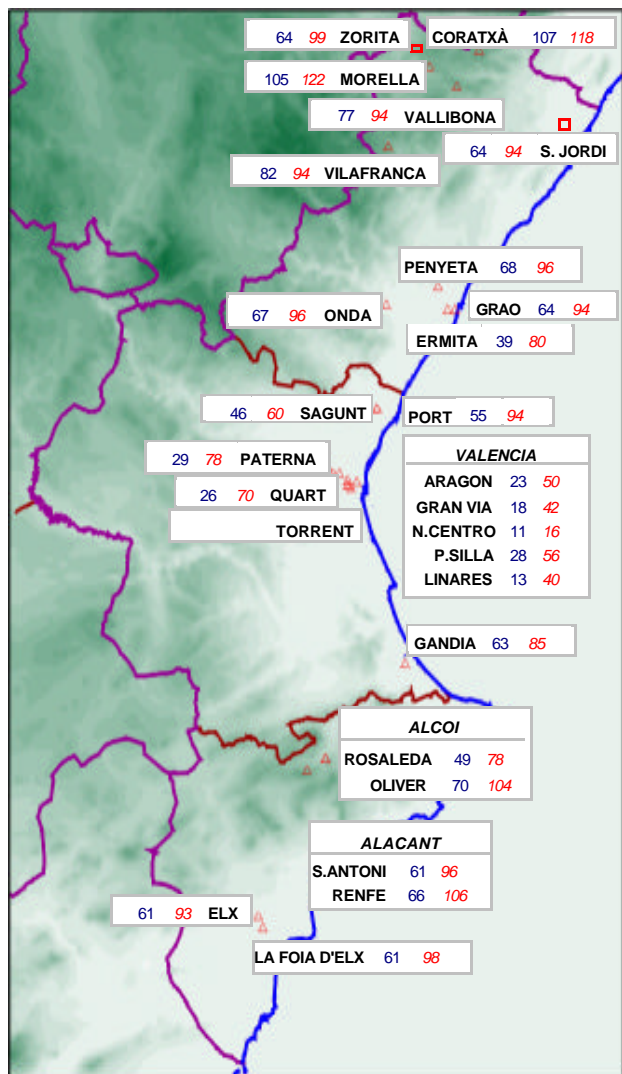 64 99 ZORITA
CORATXÀ 107 118
105 122 MORELLA
77 94 VALLIBONA
64 94 S. JORDI
82 94 VILAFRANCA
PENYETA 68 96
67 96 ONDA
GRAO 64 94
ERMITA 39 80
46 60 SAGUNT
PORT 55 94
29 78 PATERNA
26 70 QUART
TORRENT
VALENCIA
ARAGON 23 50
GRAN VIA 18 42
N.CENTRO 11 16
P.SILLA 28 56
LINARES 13 40
GANDIA 63 85
ALCOI
ROSALEDA 49 78
OLIVER 70 104
ALACANT
S.ANTONI 61 96
RENFE 66 106
61 93 ELX
LA FOIA D'ELX 61 98